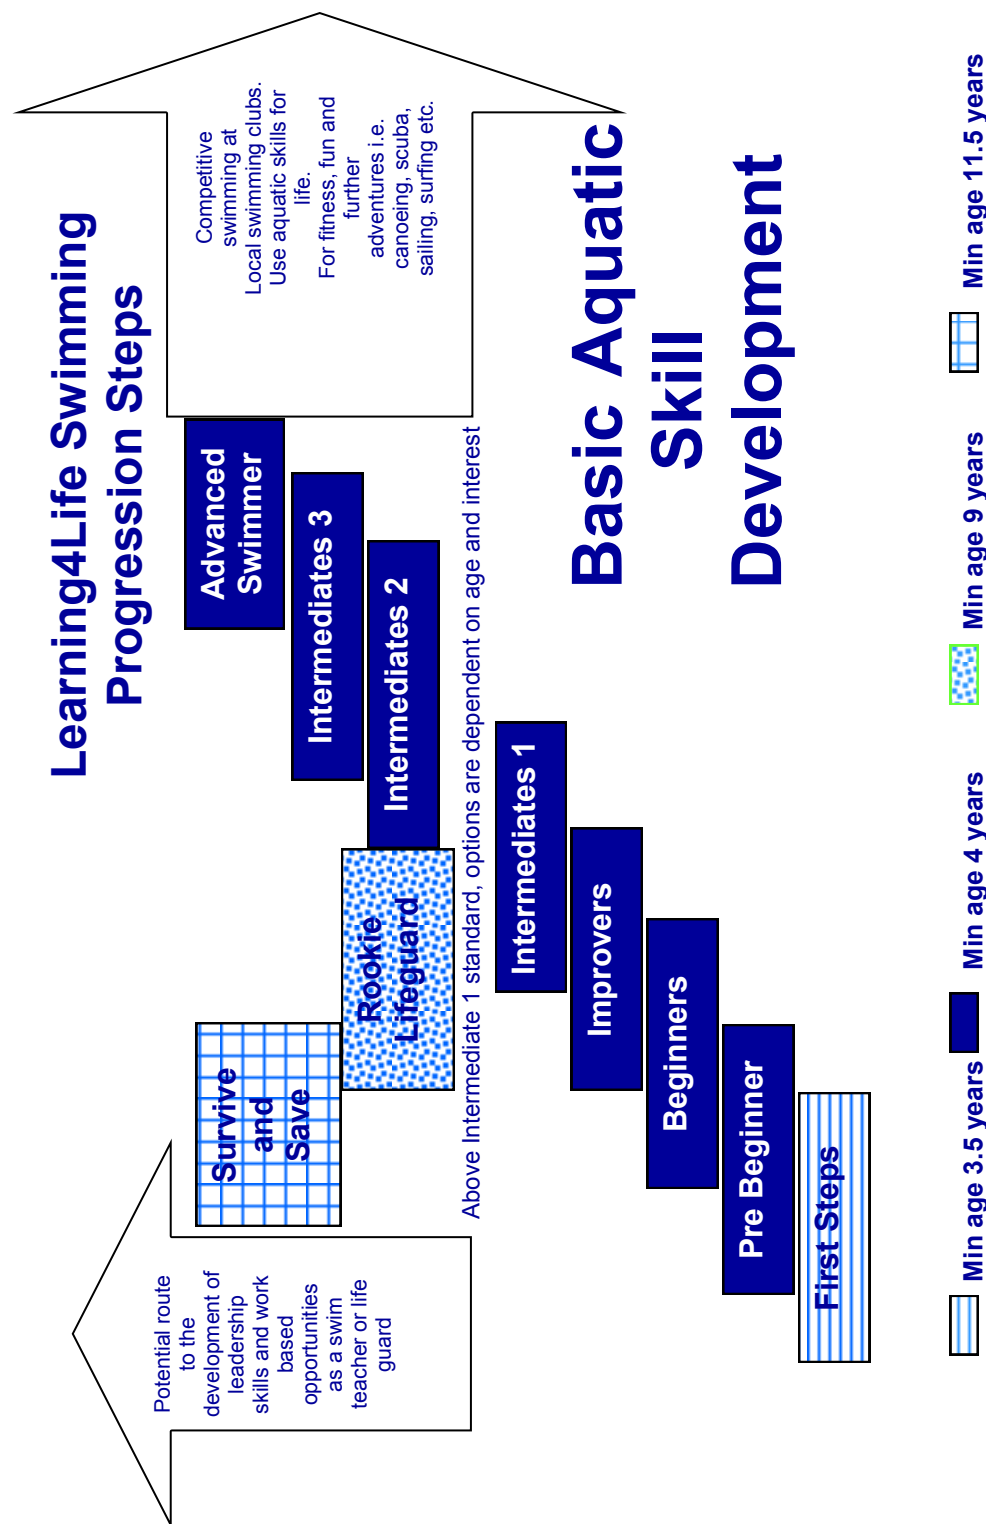 Learning4Life Swimming
Progression Steps
Potential route
to the
development of
leadership
skills and work
based
opportunities
as a swim
teacher or life
guard
Survive
and
Save
Rookie
Lifeguard
Intermediates 2
Intermediates 3
Advanced
Swimmer
Competitive
swimming at
Local swimming clubs.
Use aquatic skills for
life.
For fitness, fun and
further
adventures i.e.
canoeing, scuba,
sailing, surfing etc.
Above Intermediate 1 standard, options are dependent on age and interest
Intermediates 1
Improvers
Beginners
Pre Beginner
First Steps
Basic Aquatic
Skill
Development
Min age 3.5 years
Min age 4 years
Min age 9 years
Min age 11.5 years